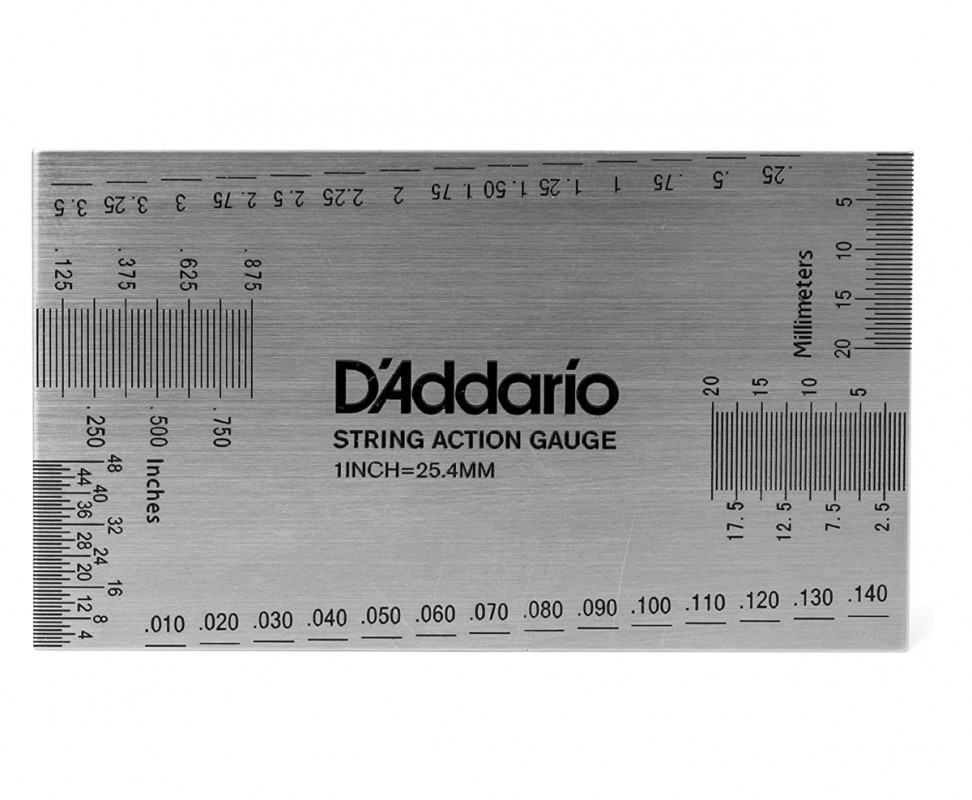 3.5 3.25 3 2.75 2.5 2.25 2 1.75 1.50 1.25 1 .75 .5 .25
.125 .375 .625 .875
.250 .500 .750
Inches
48 44 40 36 32 28 24 20 16 12 8 4
D'Addario
STRING ACTION GAUGE
1INCH=25.4MM
5 10 15 20
Millimeters
20 15 10 5
17.5 12.5 7.5 2.5
.010 .020 .030 .040 .050 .060 .070 .080 .090 .100 .110 .120 .130 .140